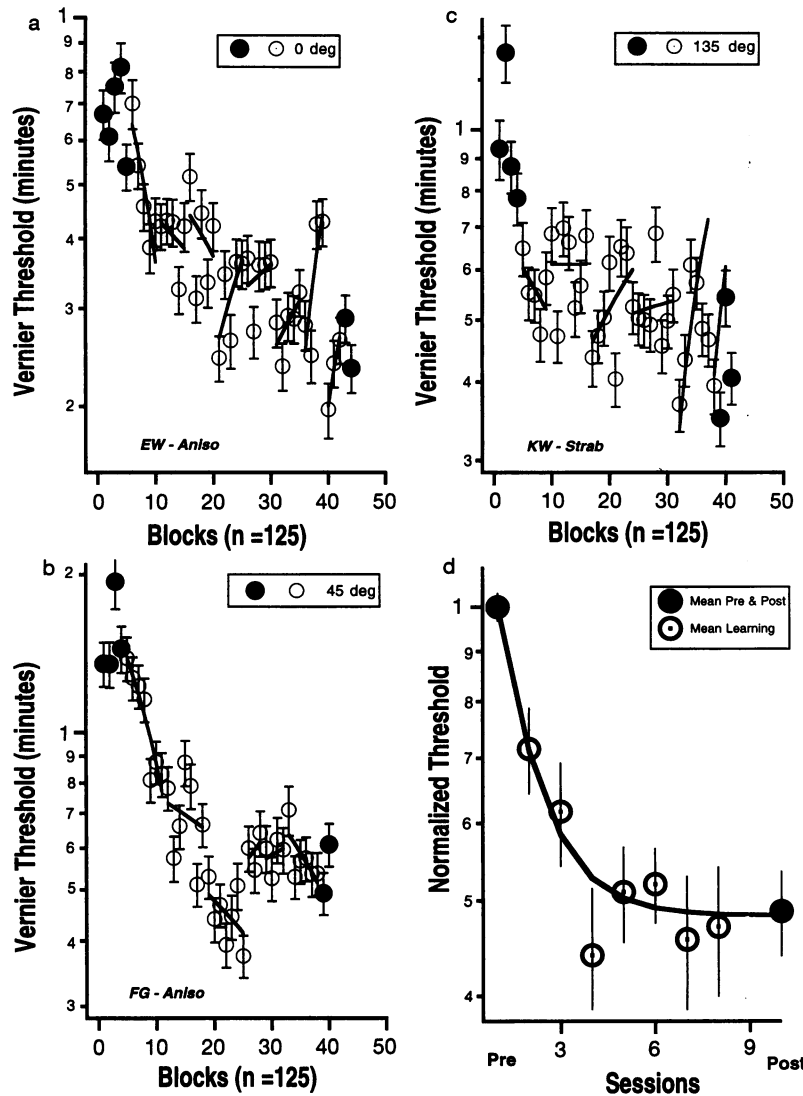 a
1
9
8
7
6
5
4
3
2
Vernier Threshold (minutes)
0 deg
EW - Aniso
0 10 20 30 40 50
Blocks (n =125)
c
1
9
8
7
6
5
4
3
Vernier Threshold (minutes)
135 deg
KW - Strab
0 10 20 30 40 50
Blocks (n =125)
b
2
1
9
8
7
6
5
4
3
Vernier Threshold (minutes)
45 deg
FG - Aniso
0 10 20 30 40 50
Blocks (n =125)
d
1
9
8
7
6
5
4
Normalized Threshold
Mean Pre & Post
Mean Learning
Pre 3 6 9 Post
Sessions